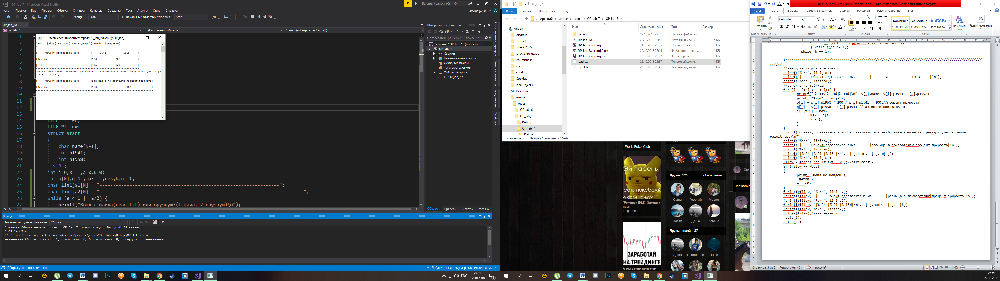 OP_lab_7 - Microsoft Visual Studio
Быстрый запуск (Ctrl+Q)
Файл Правка Вид Проект Сборка Отладка Команда Средства Тест Анализ Окно Справка
ars.mag.2000
Debug x86 Локальный отладчик Windows Авто
OP_lab_7.c
OP_lab_7 (Глобальная область) main(int argc, char * argv[])
C:\Users\Арсений\source\repos\OP_lab_7\Debug\OP_lab_...
Ввод с файла(read.txt) или вручную?(1-файл, 2-вручную)
1
| Объект здравоохранения | 1941 | 1958 |
|Russia |100 |200 |
|USA |200 |300 |
Объект, показатель которого увеличился в наибольшее количество раз(доступно в фа
йле rezult.txt)
| Объект здравоохранения |разница в показателях|процент прироста|
|Russia |100 |100 |
1
2
3
4
5
6
7
8
9
10
11
12
13
14 FILE *filer;
15 FILE *filew;
16 struct start
17 {
18 char name[N+1];
19 int p1941;
20 int p1958;
21 } s[N];
22 int i=0,k=-1,a=8,u=0;
23 int o[N],q[N],max=-1,res,b,n=-1;
24 char linija1[N] = "-------------------------------------------------------------------";
25 char linija2[N] = "----------------------------------------------------------------------------";
26 while (a < 1 || a>2) {
27 printf("Ввод с файла(read.txt) или вручную?(1-файл, 2-вручную)\n");
146 %
Обозреватель решений
Обозреватель решений — поиск (Ctrl+
Решение "OP_lab_7" (проектов: 1)
OP_lab_7
Ссылки
Внешние зависимости
Исходные файлы
Файлы заголовков
Файлы ресурсов
OP_lab_7.c
Обозре... Предст... Диспет... Team Ex...
Обозреватель серверов
Панель элементов
Уведомления
Свойства
Вывод
Показать выходные данные из: Сборка
1>------ Сборка начата: проект: OP_lab_7, Конфигурация: Debug Win32 ------
1>OP_lab_7.c
1>OP_lab_7.vcxproj -> C:\Users\Арсений\source\repos\OP_lab_7\Debug\OP_lab_7.exe
========== Сборка: успешно: 1, с ошибками: 0, без изменений: 0, пропущено: 0 ==========
Сборка успешно завершена
Добавить в систему управления версиями
ENG
22:41
22.10.2018
OP_lab_7
Файл Главная Поделиться Вид
Арсений › source › repos › OP_lab_7 › OP_lab_7 ›
Арсений
.android
.dotnet
.IdeaIC2016
.oracle_jre_usage
.thumbnails
7-Zip
ansel
Cookies
IdeaProjects
OneDrive
source
repos
OP_lab_6
OP_lab_7
Debug
OP_lab_7
Debug
Имя Дата изменения Тип Размер
Debug 22.10.2018 22:41 Папка с файлами
OP_lab_7.c 22.10.2018 22:41 Исходный код C 5 КБ
OP_lab_7.vcxproj 21.10.2018 20:35 Проект VC++ 6 КБ
OP_lab_7.vcxproj.filters 20.10.2018 23:14 Файл фильтров п... 1 КБ
OP_lab_7.vcxproj.user 19.10.2018 20:22 Файл параметро... 1 КБ
read.txt 22.10.2018 22:37 Текстовый докум 1 КБ
rezult.txt 22.10.2018 22:41 Текстовый докум 1 КБ
Элементов: 7 Выбран 1 элемент: 27 байт
World Poker Club
Эй парень,
есть покебол?
А если найду? 12+
"Pokemon IDLE". Заходи к нам.
aniga.me
ЗАРАБОТАЙ
НА ТРЕЙДИНГЕ
А мы с этим поможем!
Друзья 126 обновления
Саша Георгий Мария
Настя Даша Ксюша
Друзья онлайн 37
Даша Владислав Паша
Все запис
1_1Laba7_Osnovy_Programmirovania-.docx - Microsoft Word (Сбой активации продукта)
Файл Главная Вставка Разметка страницы Ссылки Рассылки Рецензирование Вид
Вставить
Consolas 9,5
АаБбВвГг, АаБбВвГг, АаБбВı
¶ Обычный ¶ Без инте... Заголово...
Изменить стили
Редактирование
Буфер обмена Шрифт Абзац Стили
if (res != 1) printf("Введите число\n");
} while (res != 1);
} while (b == 1);
}////////////////////////////////////////////////////////////////////////////////////////////////
//////
//вывод таблицы в компилятор
printf("%s\n", linija1);
printf("| Объект здравоохранения | 1941 | 1958 |\n");
printf("%s\n", linija1);
//заполнение таблицы
for (i = 0; i <= n; i++) {
printf("|%-34s|%-14d|%-14d|\n", s[i].name, s[i].p1941, s[i].p1958);
printf("%s\n", linija1);
o[i] = s[i].p1958 * 100 / s[i].p1941 - 100;//процент прироста
q[i] = s[i].p1958 - s[i].p1941;//разница в показателях
if (o[i] > max) {
max = o[i];
k = i;
}
}
printf("Объект, показатель которого увеличился в наибольшее количество раз(доступно в файле
rezult.txt)\n");
printf("%s\n", linija2);
printf("| Объект здравоохранения |разница в показателях|процент прироста|\n");
printf("%s\n", linija2);
printf("|%-34s|%-21d|%-16d|\n", s[k].name, q[k], o[k]);
printf("%s\n", linija2);
filew = fopen("rezult.txt","w");//открывает 2
if (filew == NULL)
{
printf("Файл не найден");
_getch();
exit(0);
}
fprintf(filew, "%s\n", linija2);
fprintf(filew, "| Объект здравоохранения |разница в показателях|процент прироста|\n");
fprintf(filew, "%s\n", linija2);
fprintf(filew, "|%-34s|%-21d|%-16d|\n", s[k].name, q[k], o[k]);
fprintf(filew,"%s\n", linija2);
fclose(filew);//закрывает 2
_getch();
return 0;
}
Страница: 3 из 3 Число слов: 481 русский 110%
22:41
22.10.2018